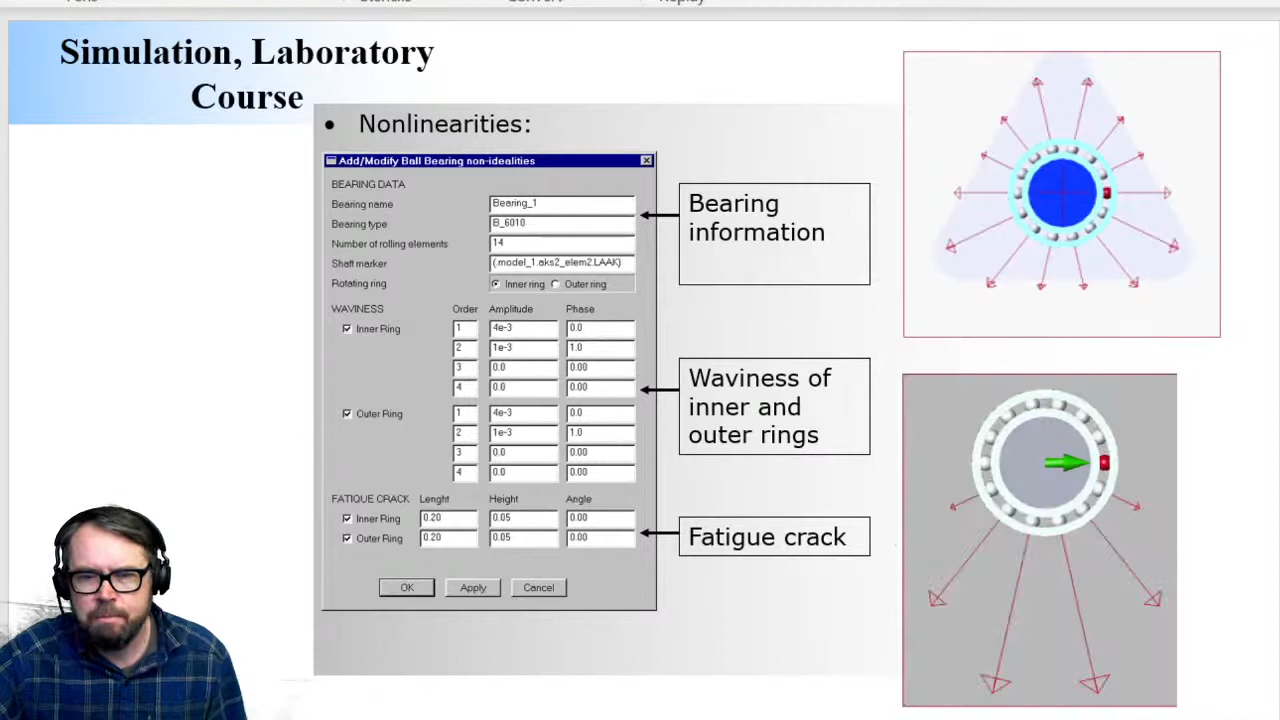 Simulation, Laboratory
Course
• Nonlinearities:
Add/Modify Ball Bearing non-idealities
BEARING DATA
Bearing name Bearing_1
Bearing type B_6010
Number of rolling elements 14
Shaft marker (.model_1.aks2_elem2.LAAK)
Rotating ring Inner ring Outer ring
WAVINESS Order Amplitude Phase
Inner Ring 1 4e-3 0.0
2 1e-3 1.0
3 0.0 0.00
4 0.0 0.00
Outer Ring 1 4e-3 0.0
2 1e-3 1.0
3 0.0 0.00
4 0.0 0.00
FATIQUE CRACK Lenght Height Angle
Inner Ring 0.20 0.05 0.00
Outer Ring 0.20 0.05 0.00
OK Apply Cancel
Bearing
information
Waviness of
inner and
outer rings
Fatigue crack